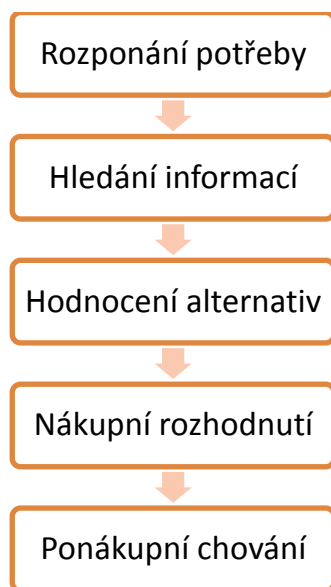 Rozponání potřeby
Hledání informací
Hodnocení alternativ
Nákupní rozhodnutí
Ponákupní chování